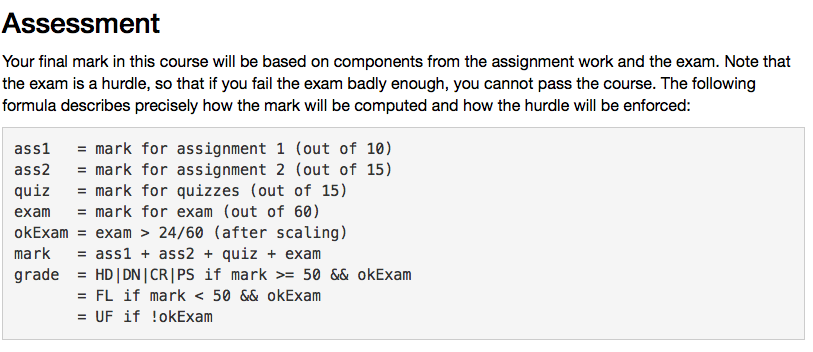 Assessment
Your final mark in this course will be based on components from the assignment work and the exam. Note that
the exam is a hurdle, so that if you fail the exam badly enough, you cannot pass the course. The following
formula describes precisely how the mark will be computed and how the hurdle will be enforced:
ass1   = mark for assignment 1 (out of 10)
ass2   = mark for assignment 2 (out of 15)
quiz   = mark for quizzes (out of 15)
exam   = mark for exam (out of 60)
okExam = exam > 24/60 (after scaling)
mark   = ass1 + ass2 + quiz + exam
grade  = HD|DN|CR|PS if mark >= 50 && okExam
       = FL if mark < 50 && okExam
       = UF if !okExam